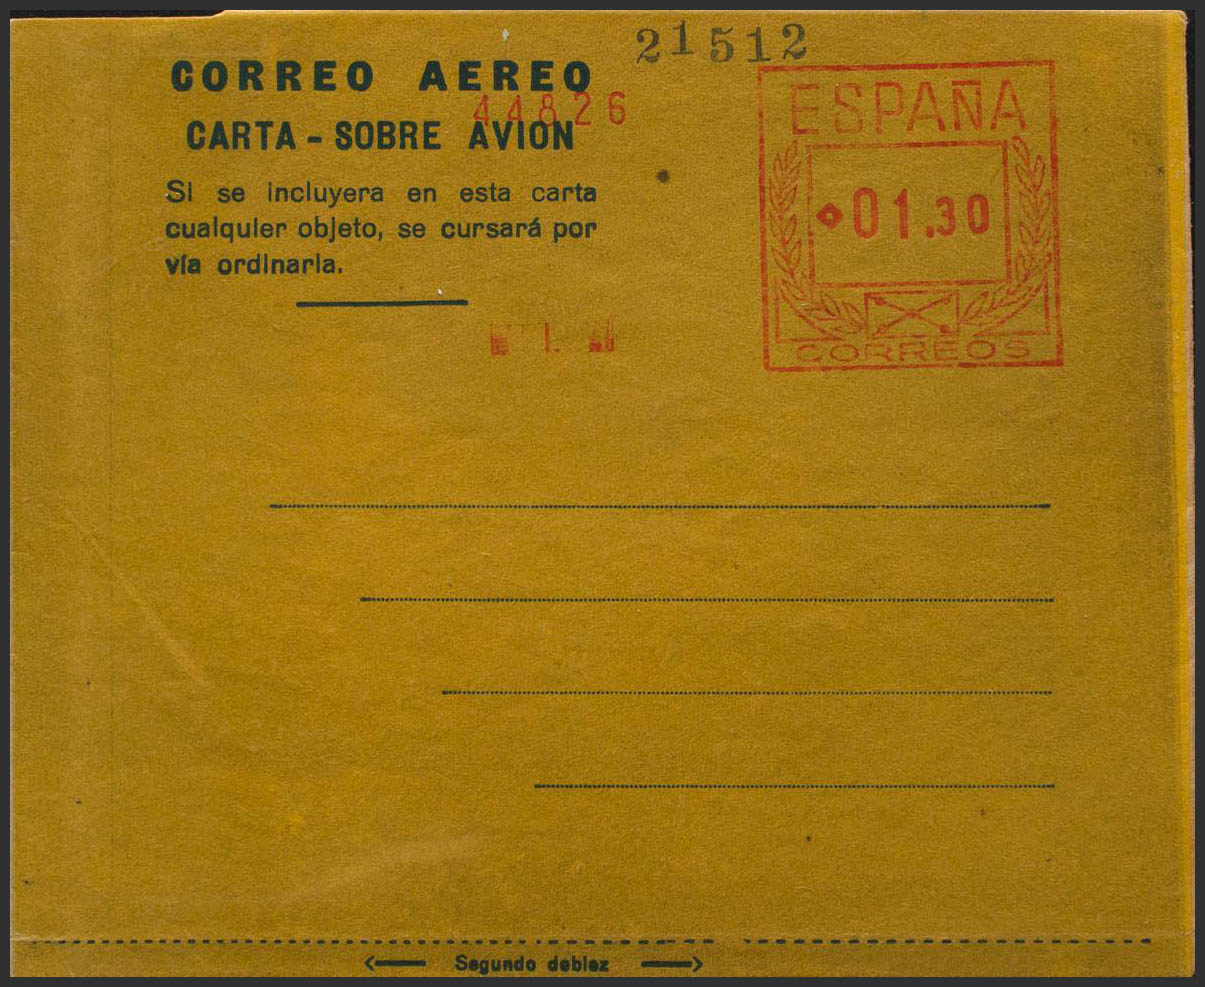 21512
CORREO AEREO
44826
CARTA - SOBRE AVION
Si se incluyera en esta carta
cualquier objeto, se cursará por
vía ordinaria.
ESPAÑA
01.30
CORREOS
Segundo doblez